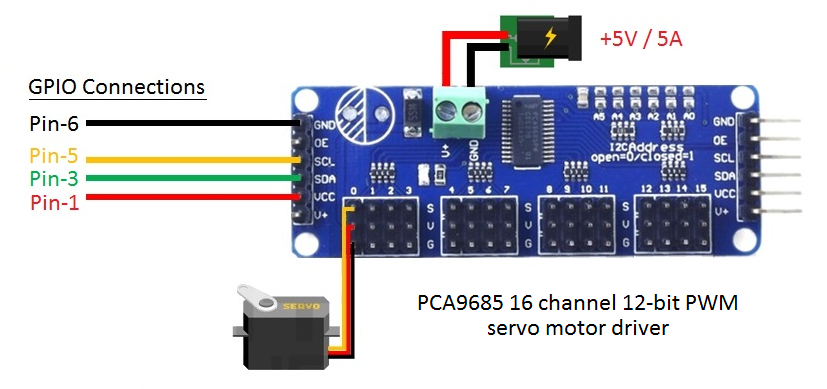 +5V / 5A
GPIO Connections
Pin-6
Pin-5
Pin-3
Pin-1
GND
OE
SCL
SDA
VCC
V+
V+
GND
A5 A4 A3 A2 A1 A0
I2CAddress
open=0/closed=1
GND
OE
SCL
SDA
VCC
V+
0 1 2 3
4 5 6 7
8 9 10 11
12 13 14 15
S
V
G
S
V
G
S
V
G
SERVO
PCA9685 16 channel 12-bit PWM
servo motor driver